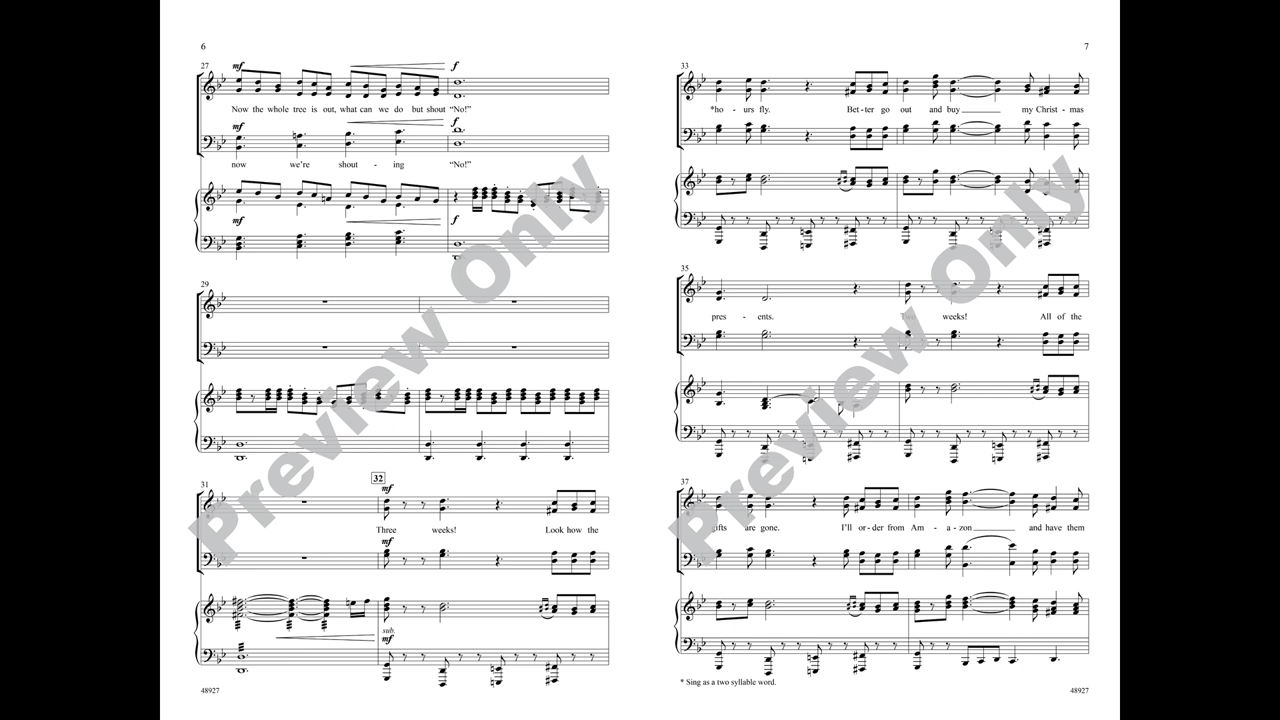 6
27
mf
f
Now the whole tree is out, what can we do but shout “No!”
mf
f
now we're shout - ing “No!”
mf
f
29
31
32
mf
Three weeks! Look how the
mf
sub.
mf
48927
7
33
*ho - urs fly. Bet - ter go out and buy my Christ - mas
35
pres - ents. Two weeks! All of the
37
gifts are gone. I'll or - der from Am - a - zon and have them
* Sing as a two syllable word.
48927
Preview Only
Preview Only